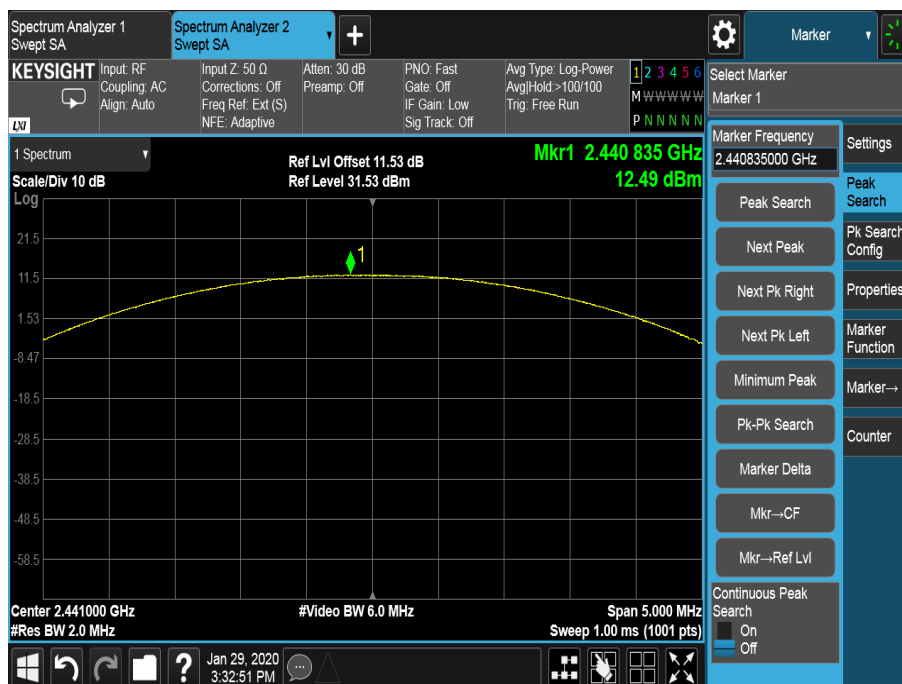 Spectrum Analyzer 1
Swept SA
Spectrum Analyzer 2
Swept SA
Marker
KEYSIGHT
LXI
Input: RF
Coupling: AC
Align: Auto
Input Z: 50 Ω
Corrections: Off
Freq Ref: Ext (S)
NFE: Adaptive
Atten: 30 dB
Preamp: Off
PNO: Fast
Gate: Off
IF Gain: Low
Sig Track: Off
Avg Type: Log-Power
Avg|Hold:>100/100
Trig: Free Run
1 2 3 4 5 6
M W W W W W
P N N N N N
Select Marker
Marker 1
1 Spectrum
Scale/Div 10 dB
Log
Ref Lvl Offset 11.53 dB
Ref Level 31.53 dBm
Mkr1 2.440 835 GHz
12.49 dBm
1
21.5
11.5
1.53
-8.47
-18.5
-28.5
-38.5
-48.5
-58.5
Center 2.441000 GHz
#Res BW 2.0 MHz
#Video BW 6.0 MHz
Span 5.000 MHz
Sweep 1.00 ms (1001 pts)
Marker Frequency
2.440835000 GHz
Peak Search
Next Peak
Next Pk Right
Next Pk Left
Minimum Peak
Pk-Pk Search
Marker Delta
Mkr→CF
Mkr→Ref Lvl
Continuous Peak
Search
On
Off
Settings
Peak
Search
Pk Search
Config
Properties
Marker
Function
Marker→
Counter
?
Jan 29, 2020
3:32:51 PM